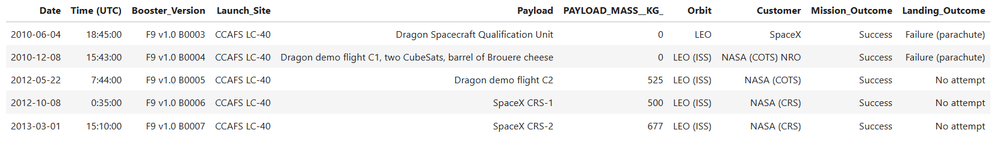 Date Time (UTC) Booster_Version Launch_Site Payload PAYLOAD_MASS__KG_ Orbit Customer Mission_Outcome Landing_Outcome
2010-06-04 18:45:00 F9 v1.0 B0003 CCAFS LC-40 Dragon Spacecraft Qualification Unit 0 LEO SpaceX Success Failure (parachute)
2010-12-08 15:43:00 F9 v1.0 B0004 CCAFS LC-40 Dragon demo flight C1, two CubeSats, barrel of Brouere cheese 0 LEO (ISS) NASA (COTS) NRO Success Failure (parachute)
2012-05-22 7:44:00 F9 v1.0 B0005 CCAFS LC-40 Dragon demo flight C2 525 LEO (ISS) NASA (COTS) Success No attempt
2012-10-08 0:35:00 F9 v1.0 B0006 CCAFS LC-40 SpaceX CRS-1 500 LEO (ISS) NASA (CRS) Success No attempt
2013-03-01 15:10:00 F9 v1.0 B0007 CCAFS LC-40 SpaceX CRS-2 677 LEO (ISS) NASA (CRS) Success No attempt